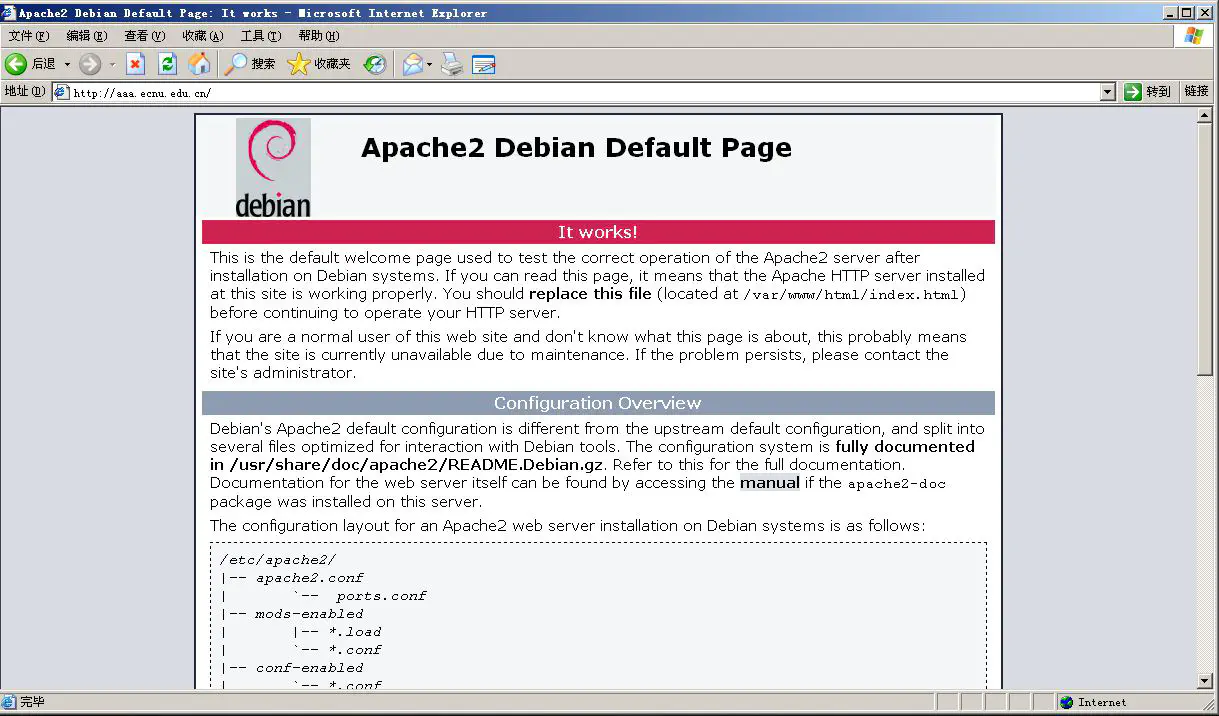 Apache2 Debian Default Page: It works - Microsoft Internet Explorer
文件(F) 编辑(E) 查看(V) 收藏(A) 工具(T) 帮助(H)
后退 搜索 收藏夹
地址(D) http://aaa.ecnu.edu.cn/ 转到 链接
debian
Apache2 Debian Default Page
It works!
This is the default welcome page used to test the correct operation of the Apache2 server after
installation on Debian systems. If you can read this page, it means that the Apache HTTP server installed
at this site is working properly. You should replace this file (located at /var/www/html/index.html)
before continuing to operate your HTTP server.
If you are a normal user of this web site and don't know what this page is about, this probably means
that the site is currently unavailable due to maintenance. If the problem persists, please contact the
site's administrator.
Configuration Overview
Debian's Apache2 default configuration is different from the upstream default configuration, and split into
several files optimized for interaction with Debian tools. The configuration system is fully documented
in /usr/share/doc/apache2/README.Debian.gz. Refer to this for the full documentation.
Documentation for the web server itself can be found by accessing the manual if the apache2-doc
package was installed on this server.
The configuration layout for an Apache2 web server installation on Debian systems is as follows:
/etc/apache2/
|-- apache2.conf
|       `--  ports.conf
|-- mods-enabled
|       |-- *.load
|       `-- *.conf
|-- conf-enabled
|       `-- *.conf
完毕 Internet